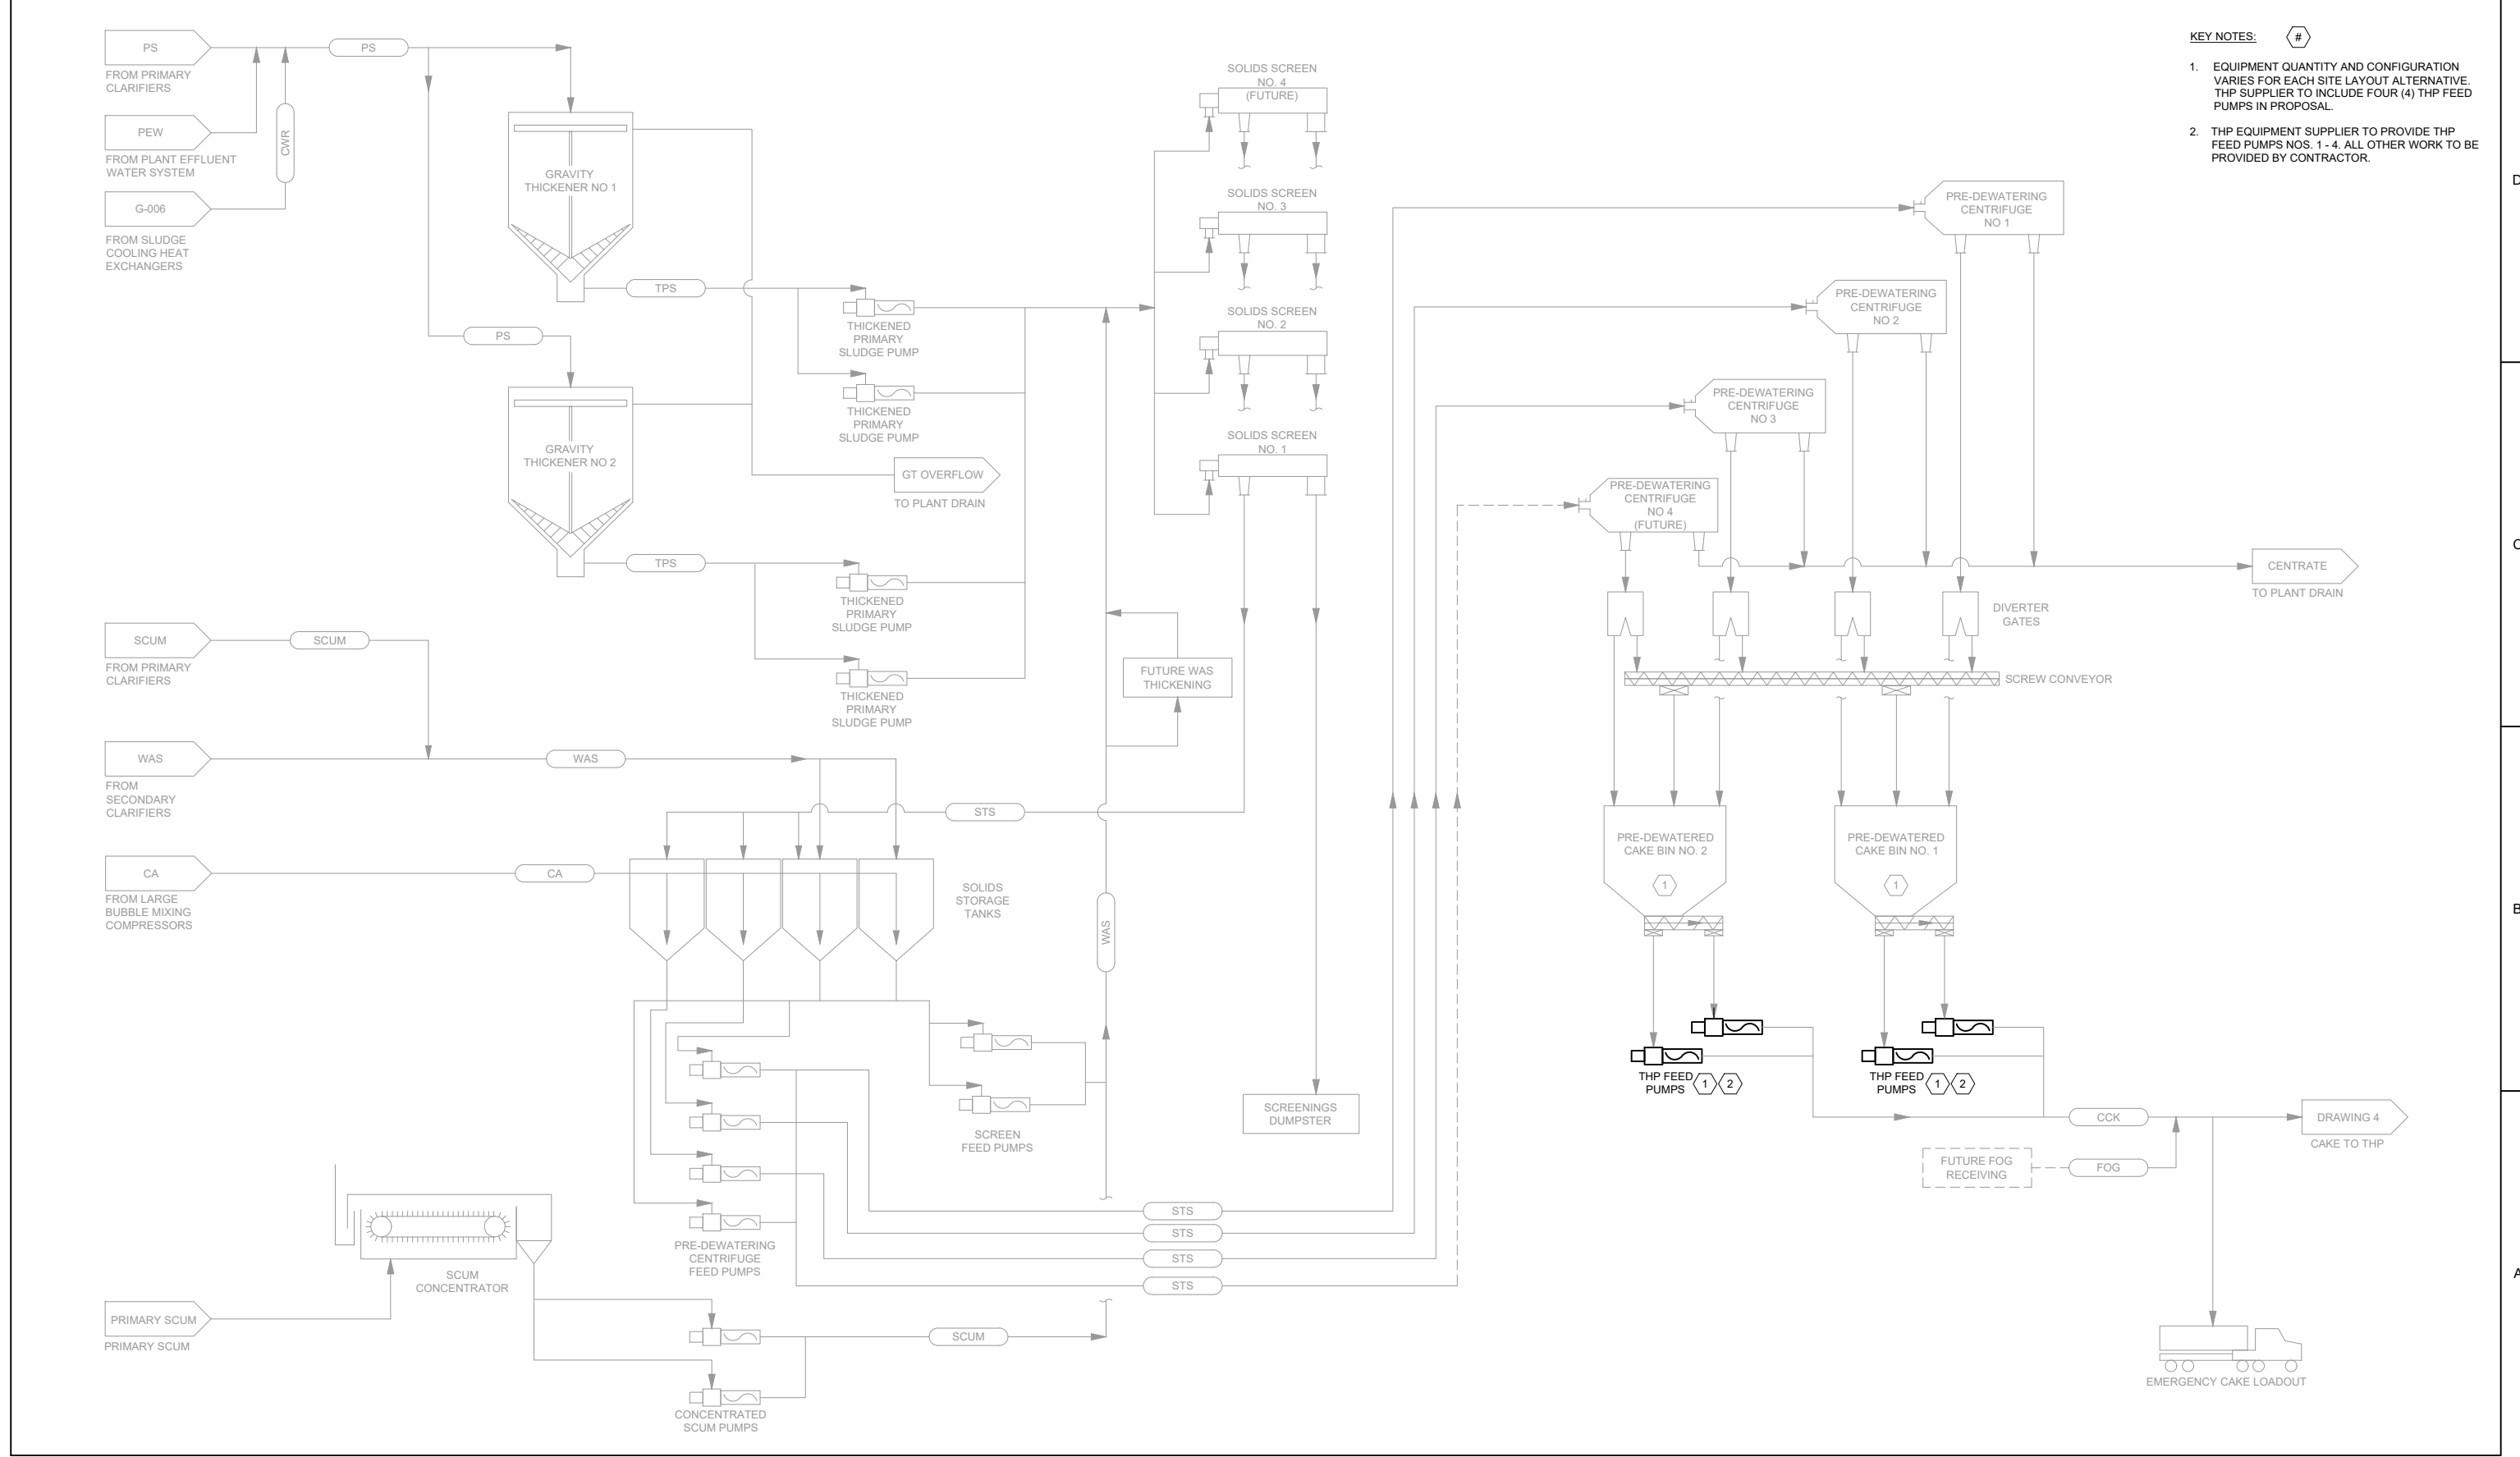 PS
FROM PRIMARY
CLARIFIERS
PS
PEW
FROM PLANT EFFLUENT
WATER SYSTEM
CWR
G-006
FROM SLUDGE
COOLING HEAT
EXCHANGERS
GRAVITY
THICKENER NO 1
TPS
PS
GRAVITY
THICKENER NO 2
TPS
THICKENED
PRIMARY
SLUDGE PUMP
THICKENED
PRIMARY
SLUDGE PUMP
GT OVERFLOW
TO PLANT DRAIN
THICKENED
PRIMARY
SLUDGE PUMP
THICKENED
PRIMARY
SLUDGE PUMP
SOLIDS SCREEN
NO. 4
(FUTURE)
SOLIDS SCREEN
NO. 3
SOLIDS SCREEN
NO. 2
SOLIDS SCREEN
NO. 1
FUTURE WAS
THICKENING
SCUM
FROM PRIMARY
CLARIFIERS
SCUM
WAS
FROM
SECONDARY
CLARIFIERS
WAS
STS
CA
FROM LARGE
BUBBLE MIXING
COMPRESSORS
CA
SOLIDS
STORAGE
TANKS
WAS
SCREEN
FEED PUMPS
SCREENINGS
DUMPSTER
PRE-DEWATERING
CENTRIFUGE
FEED PUMPS
STS
STS
STS
STS
SCUM
CONCENTRATOR
PRIMARY SCUM
PRIMARY SCUM
SCUM
CONCENTRATED
SCUM PUMPS
KEY NOTES: #
1. EQUIPMENT QUANTITY AND CONFIGURATION
VARIES FOR EACH SITE LAYOUT ALTERNATIVE.
THP SUPPLIER TO INCLUDE FOUR (4) THP FEED
PUMPS IN PROPOSAL.
2. THP EQUIPMENT SUPPLIER TO PROVIDE THP
FEED PUMPS NOS. 1 - 4. ALL OTHER WORK TO BE
PROVIDED BY CONTRACTOR.
PRE-DEWATERING
CENTRIFUGE
NO 1
PRE-DEWATERING
CENTRIFUGE
NO 2
PRE-DEWATERING
CENTRIFUGE
NO 3
PRE-DEWATERING
CENTRIFUGE
NO 4
(FUTURE)
CENTRATE
TO PLANT DRAIN
DIVERTER
GATES
SCREW CONVEYOR
PRE-DEWATERED
CAKE BIN NO. 2
1
PRE-DEWATERED
CAKE BIN NO. 1
1
THP FEED
PUMPS 1 2
THP FEED
PUMPS 1 2
CCK
DRAWING 4
CAKE TO THP
FUTURE FOG
RECEIVING
FOG
EMERGENCY CAKE LOADOUT
D
C
B
A